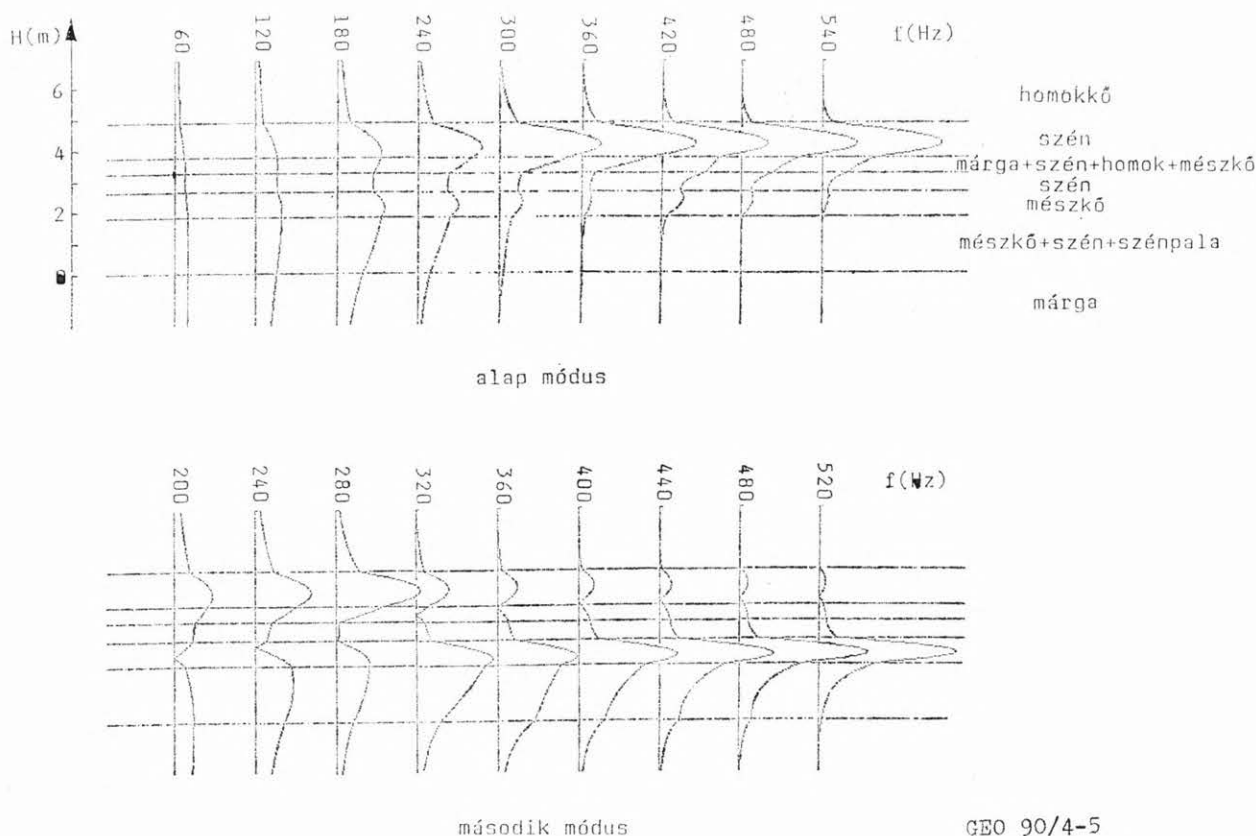 H(m) 60 120 180 240 300 360 420 480 540 f(Hz)
6
homokkő
szén
4
márga+szén+homok+mészkő
szén
2
mészkő
mészkő+szén+szénpala
0
márga
alap módus
200 240 280 320 360 400 440 480 520 f(Hz)
második módus
GEO 90/4-5